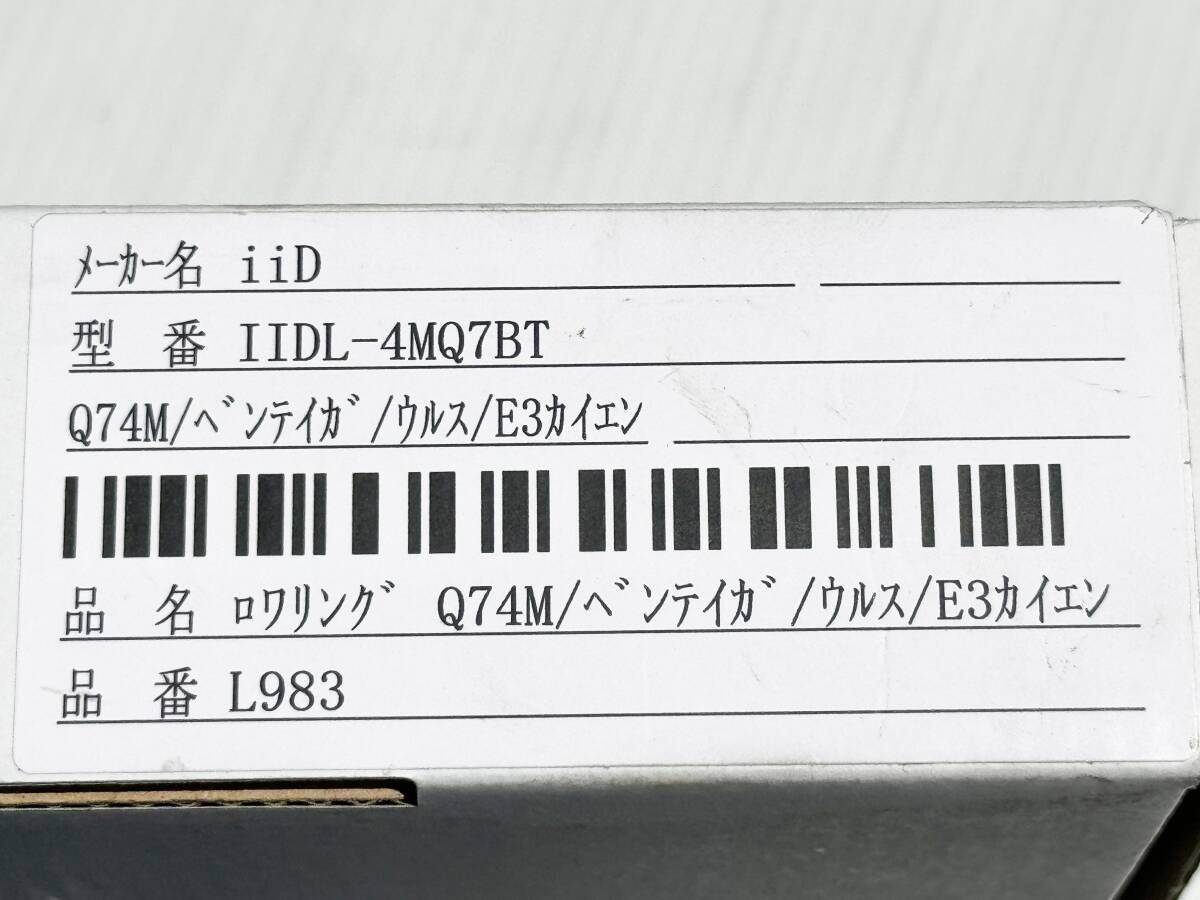 ﾒｰｶｰ名 iiD
型　番 IIDL-4MQ7BT
Q74M/ﾍﾞﾝﾃｲｶﾞ/ｳﾙｽ/E3ｶｲｴﾝ
品　名 ﾛﾜﾘﾝｸﾞ Q74M/ﾍﾞﾝﾃｲｶﾞ/ｳﾙｽ/E3ｶｲｴﾝ
品　番 L983